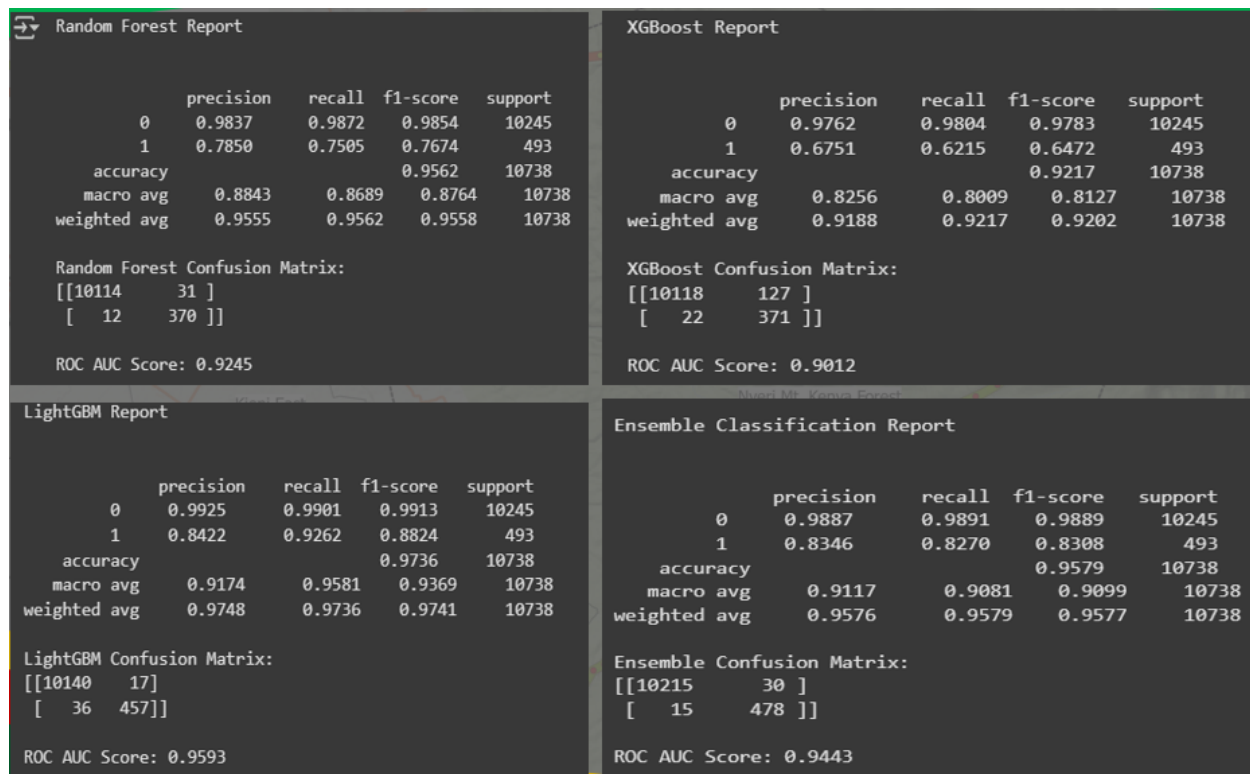 Random Forest Report
precision recall f1-score support
0 0.9837 0.9872 0.9854 10245
1 0.7850 0.7505 0.7674 493
accuracy 0.9562 10738
macro avg 0.8843 0.8689 0.8764 10738
weighted avg 0.9555 0.9562 0.9558 10738
Random Forest Confusion Matrix:
[[10114 31 ]
[ 12 370 ]]
ROC AUC Score: 0.9245
XGBoost Report
precision recall f1-score support
0 0.9762 0.9804 0.9783 10245
1 0.6751 0.6215 0.6472 493
accuracy 0.9217 10738
macro avg 0.8256 0.8009 0.8127 10738
weighted avg 0.9188 0.9217 0.9202 10738
XGBoost Confusion Matrix:
[[10118 127 ]
[ 22 371 ]]
ROC AUC Score: 0.9012
Nyeri Mt. Kenya Forest
LightGBM Report
precision recall f1-score support
0 0.9925 0.9901 0.9913 10245
1 0.8422 0.9262 0.8824 493
accuracy 0.9736 10738
macro avg 0.9174 0.9581 0.9369 10738
weighted avg 0.9748 0.9736 0.9741 10738
LightGBM Confusion Matrix:
[[10140 17]
[ 36 457]]
ROC AUC Score: 0.9593
Ensemble Classification Report
precision recall f1-score support
0 0.9887 0.9891 0.9889 10245
1 0.8346 0.8270 0.8308 493
accuracy 0.9579 10738
macro avg 0.9117 0.9081 0.9099 10738
weighted avg 0.9576 0.9579 0.9577 10738
Ensemble Confusion Matrix:
[[10215 30 ]
[ 15 478 ]]
ROC AUC Score: 0.9443